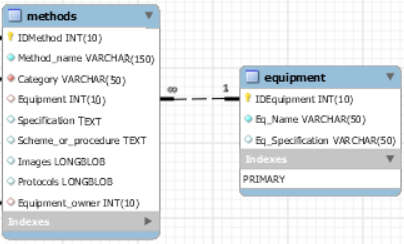 methods
IDMethod INT(10)
Method_name VARCHAR(150)
Category VARCHAR(50)
Equipment INT(10)
Specification TEXT
Scheme_or_procedure TEXT
Images LONGBLOB
Protocols LONGBLOB
Equipment_owner INT(10)
Indexes
∞
1
equipment
IDEquipment INT(10)
Eq_Name VARCHAR(50)
Eq_Specification VARCHAR(50)
Indexes
PRIMARY